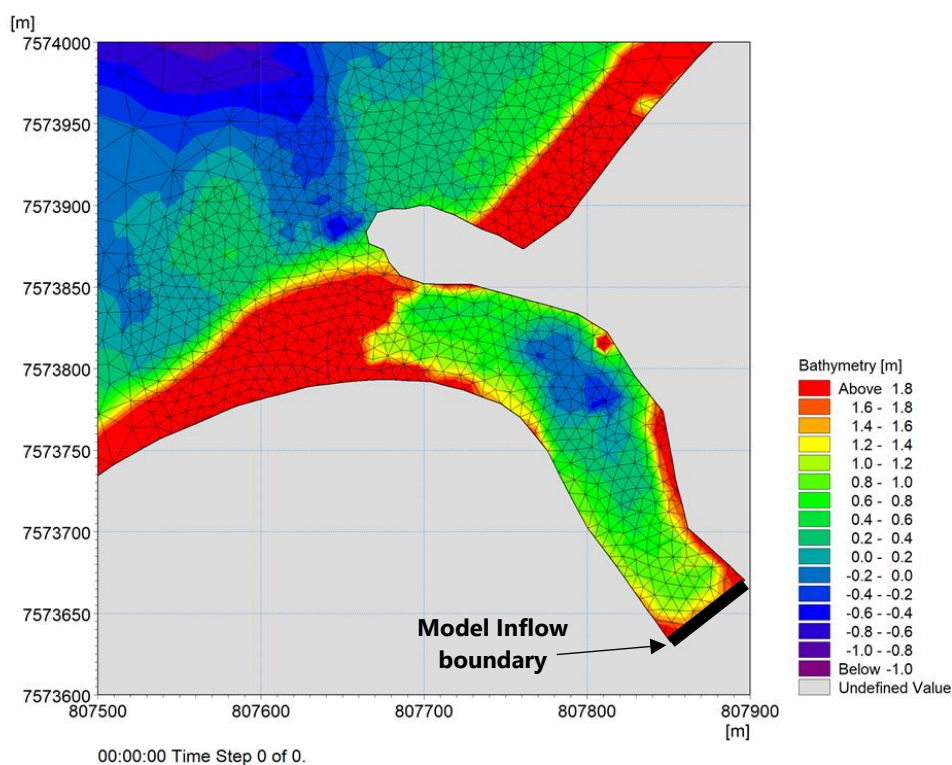 [m]
7574000
7573950
7573900
7573850
7573800
7573750
7573700
7573650
7573600
807500
807600
807700
807800
807900
[m]
Model Inflow
boundary
Bathymetry [m]
Above 1.8
1.6 - 1.8
1.4 - 1.6
1.2 - 1.4
1.0 - 1.2
0.8 - 1.0
0.6 - 0.8
0.4 - 0.6
0.2 - 0.4
0.0 - 0.2
-0.2 - 0.0
-0.4 - -0.2
-0.6 - -0.4
-0.8 - -0.6
-1.0 - -0.8
Below -1.0
Undefined Value
00:00:00 Time Step 0 of 0.